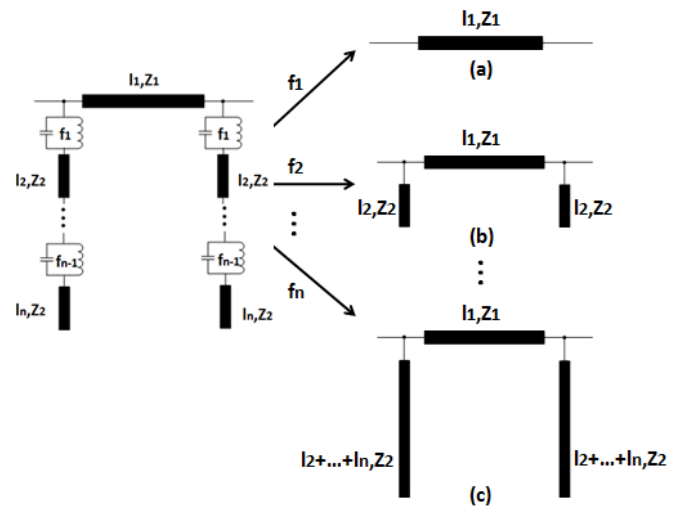 l1,Z1
f1
f1
l2,Z2
l2,Z2
fn-1
fn-1
ln,Z2
ln,Z2
f1
f2
fn
l1,Z1
(a)
l1,Z1
l2,Z2
l2,Z2
(b)
l1,Z1
l2+...+ln,Z2
l2+...+ln,Z2
(c)